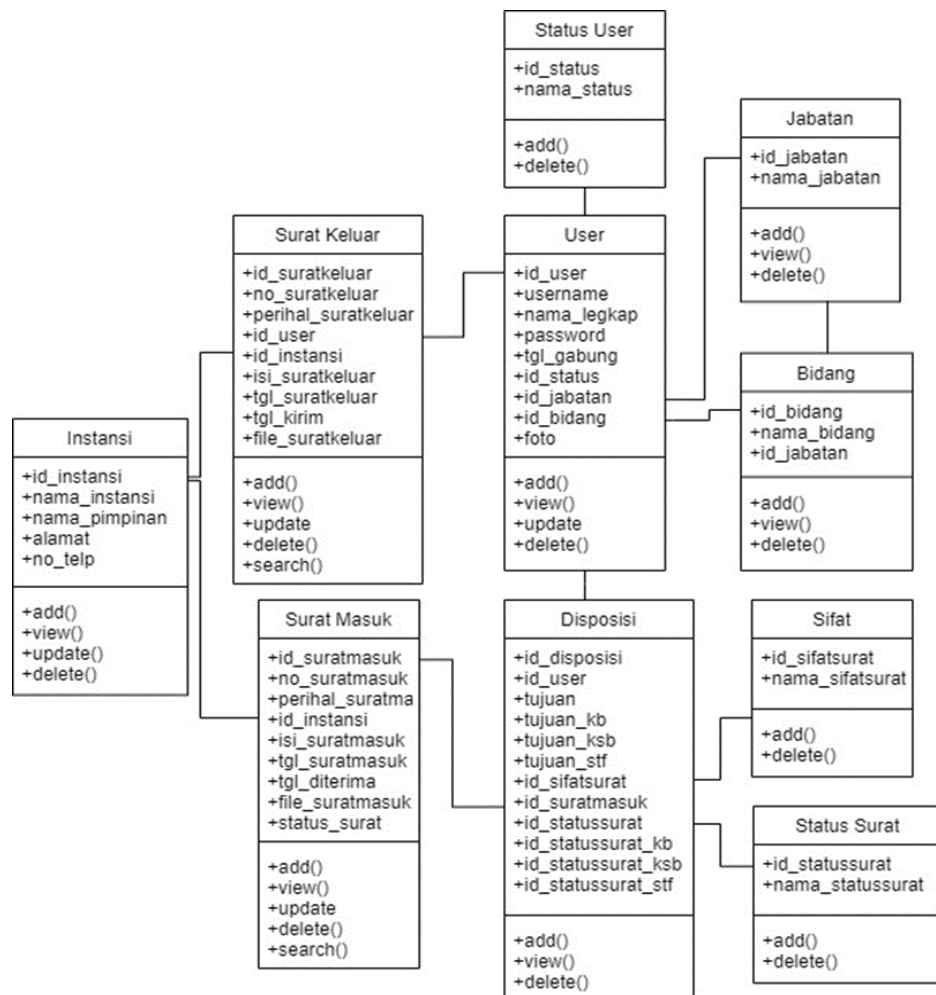 Status User
+id_status
+nama_status
+add()
+delete()
Jabatan
+id_jabatan
+nama_jabatan
+add()
+view()
+delete()
Surat Keluar
+id_suratkeluar
+no_suratkeluar
+perihal_suratkeluar
+id_user
+id_instansi
+isi_suratkeluar
+tgl_suratkeluar
+tgl_kirim
+file_suratkeluar
+add()
+view()
+update
+delete()
+search()
User
+id_user
+username
+nama_legkap
+password
+tgl_gabung
+id_status
+id_jabatan
+id_bidang
+foto
+add()
+view()
+update
+delete()
Bidang
+id_bidang
+nama_bidang
+id_jabatan
+add()
+view()
+delete()
Instansi
+id_instansi
+nama_instansi
+nama_pimpinan
+alamat
+no_telp
+add()
+view()
+update()
+delete()
Surat Masuk
+id_suratmasuk
+no_suratmasuk
+perihal_suratma
+id_instansi
+isi_suratmasuk
+tgl_suratmasuk
+tgl_diterima
+file_suratmasuk
+status_surat
+add()
+view()
+update
+delete()
+search()
Disposisi
+id_disposisi
+id_user
+tujuan
+tujuan_kb
+tujuan_ksb
+tujuan_stf
+id_sifatsurat
+id_suratmasuk
+id_statussurat
+id_statussurat_kb
+id_statussurat_ksb
+id_statussurat_stf
+add()
+view()
+delete()
Sifat
+id_sifatsurat
+nama_sifatsurat
+add()
+delete()
Status Surat
+id_statussurat
+nama_statussurat
+add()
+delete()